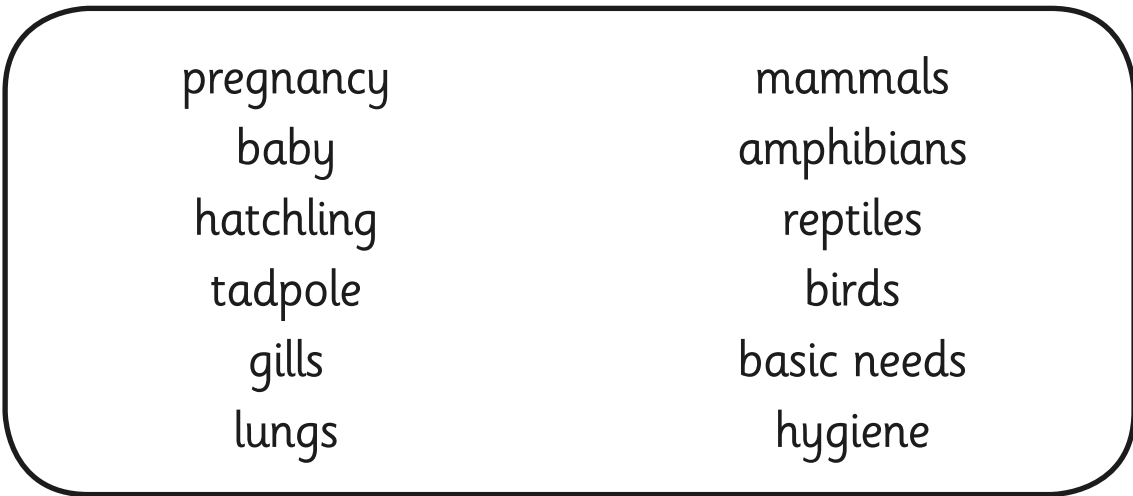 pregnancy
baby
hatchling
tadpole
gills
lungs
mammals
amphibians
reptiles
birds
basic needs
hygiene